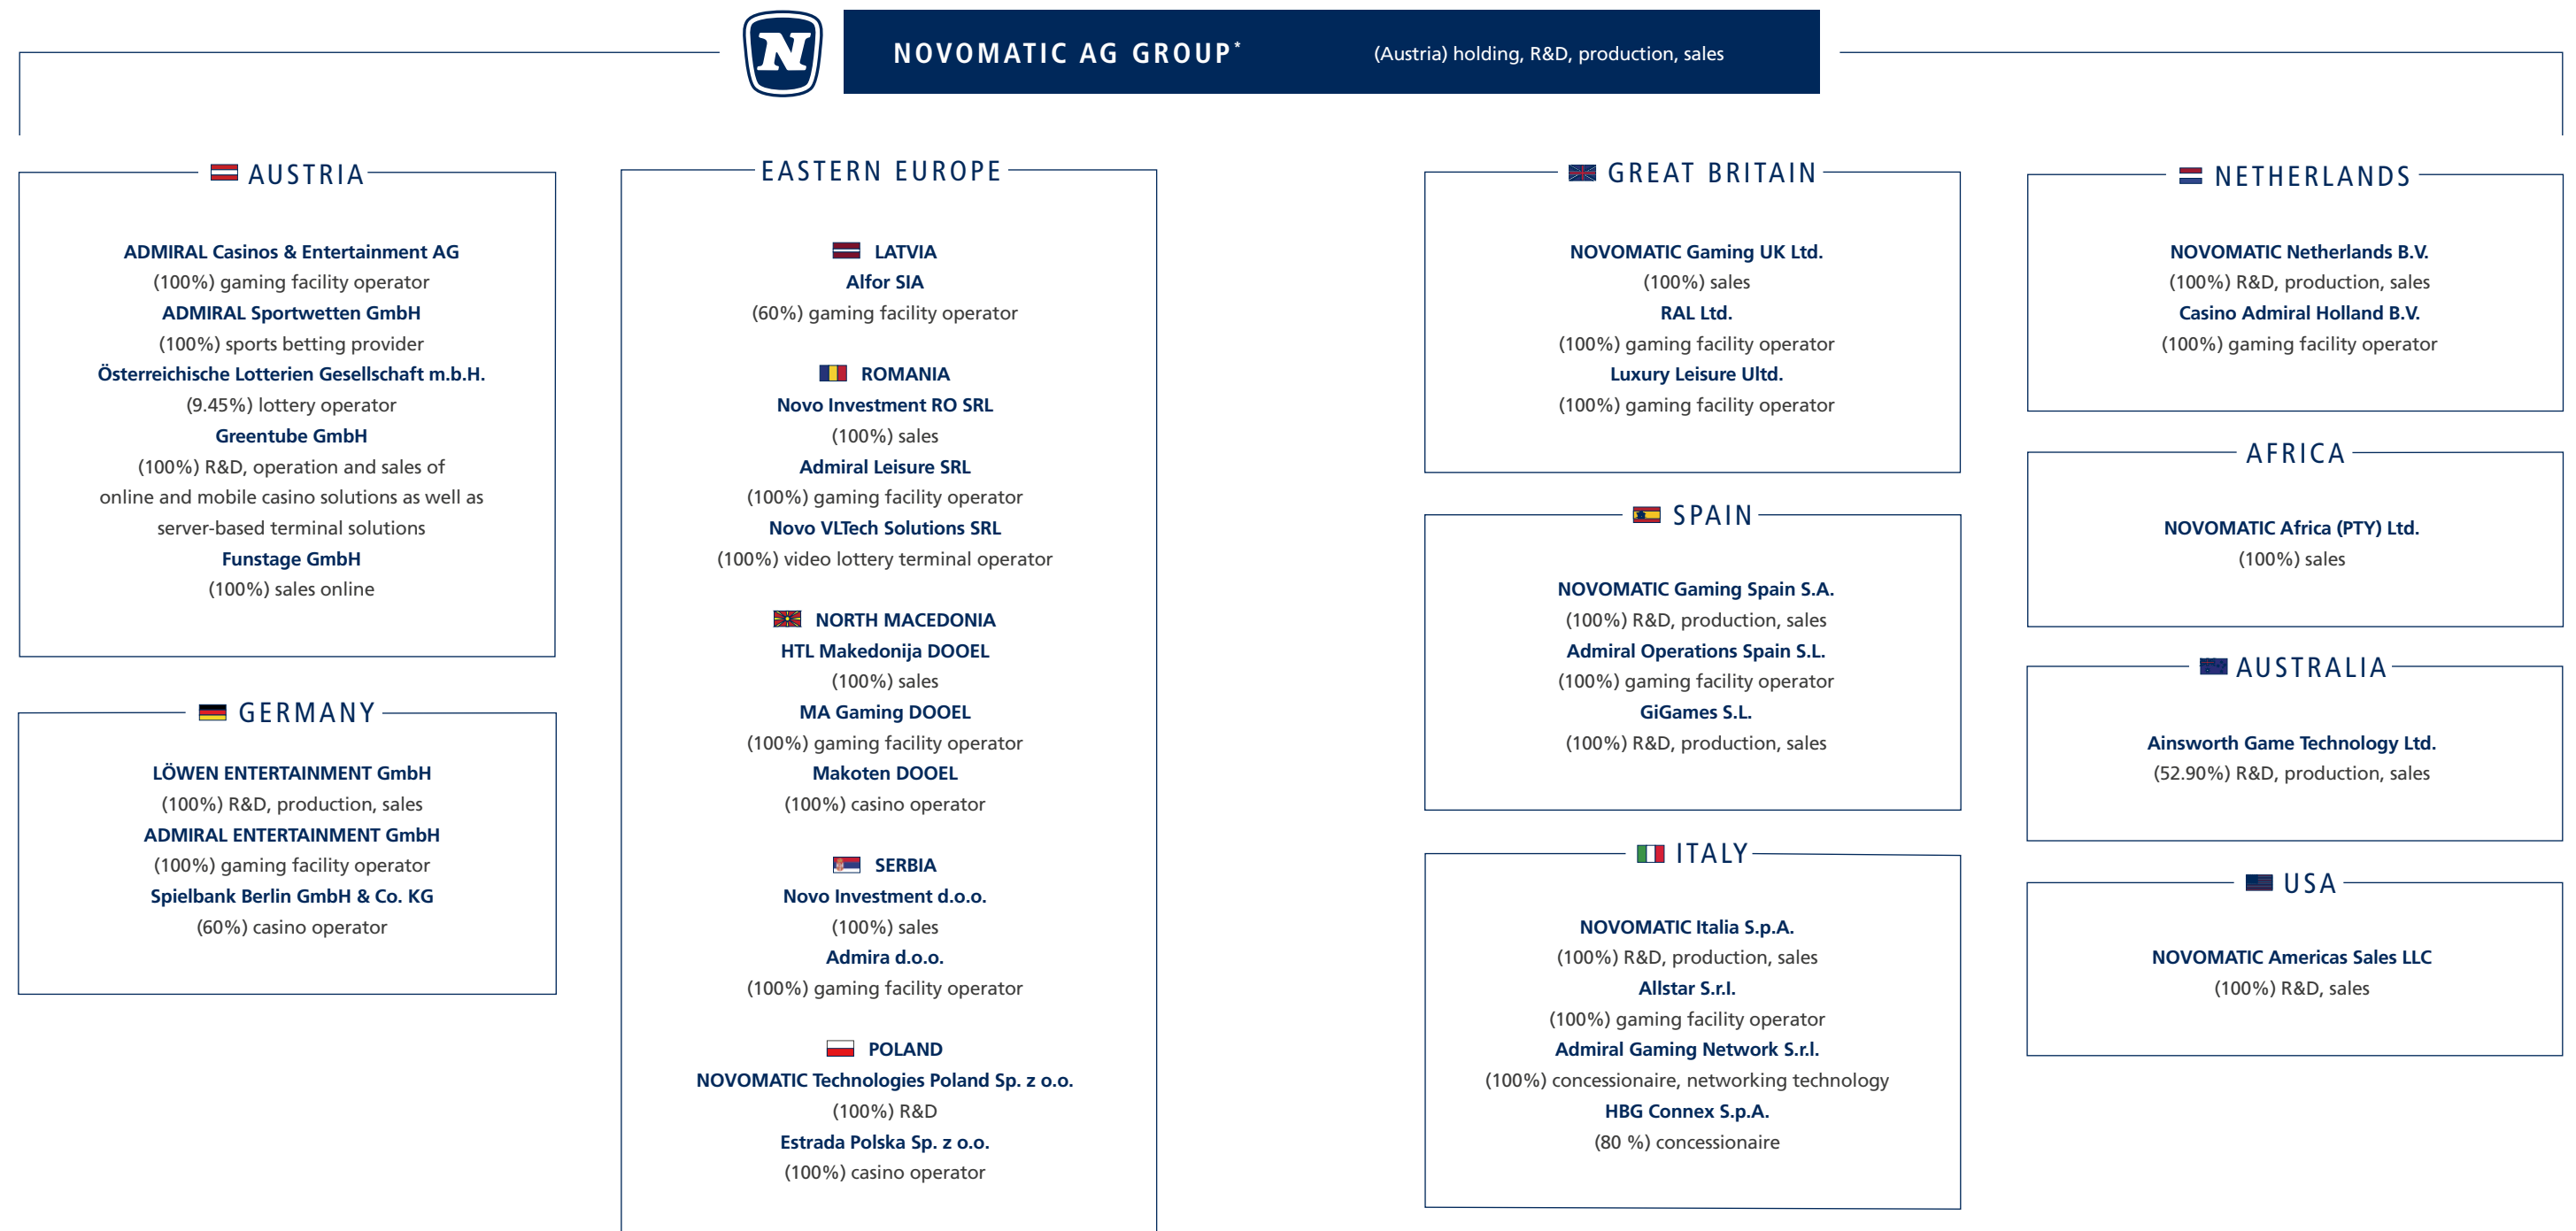 N
NOVOMATIC AG GROUP*
(Austria) holding, R&D, production, sales
AUSTRIA
ADMIRAL Casinos & Entertainment AG
(100%) gaming facility operator
ADMIRAL Sportwetten GmbH
(100%) sports betting provider
Österreichische Lotterien Gesellschaft m.b.H.
(9.45%) lottery operator
Greentube GmbH
(100%) R&D, operation and sales of
online and mobile casino solutions as well as
server-based terminal solutions
Funstage GmbH
(100%) sales online
GERMANY
LÖWEN ENTERTAINMENT GmbH
(100%) R&D, production, sales
ADMIRAL ENTERTAINMENT GmbH
(100%) gaming facility operator
Spielbank Berlin GmbH & Co. KG
(60%) casino operator
EASTERN EUROPE
LATVIA
Alfor SIA
(60%) gaming facility operator
ROMANIA
Novo Investment RO SRL
(100%) sales
Admiral Leisure SRL
(100%) gaming facility operator
Novo VLTech Solutions SRL
(100%) video lottery terminal operator
NORTH MACEDONIA
HTL Makedonija DOOEL
(100%) sales
MA Gaming DOOEL
(100%) gaming facility operator
Makoten DOOEL
(100%) casino operator
SERBIA
Novo Investment d.o.o.
(100%) sales
Admira d.o.o.
(100%) gaming facility operator
POLAND
NOVOMATIC Technologies Poland Sp. z o.o.
(100%) R&D
Estrada Polska Sp. z o.o.
(100%) casino operator
GREAT BRITAIN
NOVOMATIC Gaming UK Ltd.
(100%) sales
RAL Ltd.
(100%) gaming facility operator
Luxury Leisure Ultd.
(100%) gaming facility operator
SPAIN
NOVOMATIC Gaming Spain S.A.
(100%) R&D, production, sales
Admiral Operations Spain S.L.
(100%) gaming facility operator
GiGames S.L.
(100%) R&D, production, sales
ITALY
NOVOMATIC Italia S.p.A.
(100%) R&D, production, sales
Allstar S.r.l.
(100%) gaming facility operator
Admiral Gaming Network S.r.l.
(100%) concessionaire, networking technology
HBG Connex S.p.A.
(80 %) concessionaire
NETHERLANDS
NOVOMATIC Netherlands B.V.
(100%) R&D, production, sales
Casino Admiral Holland B.V.
(100%) gaming facility operator
AFRICA
NOVOMATIC Africa (PTY) Ltd.
(100%) sales
AUSTRALIA
Ainsworth Game Technology Ltd.
(52.90%) R&D, production, sales
USA
NOVOMATIC Americas Sales LLC
(100%) R&D, sales